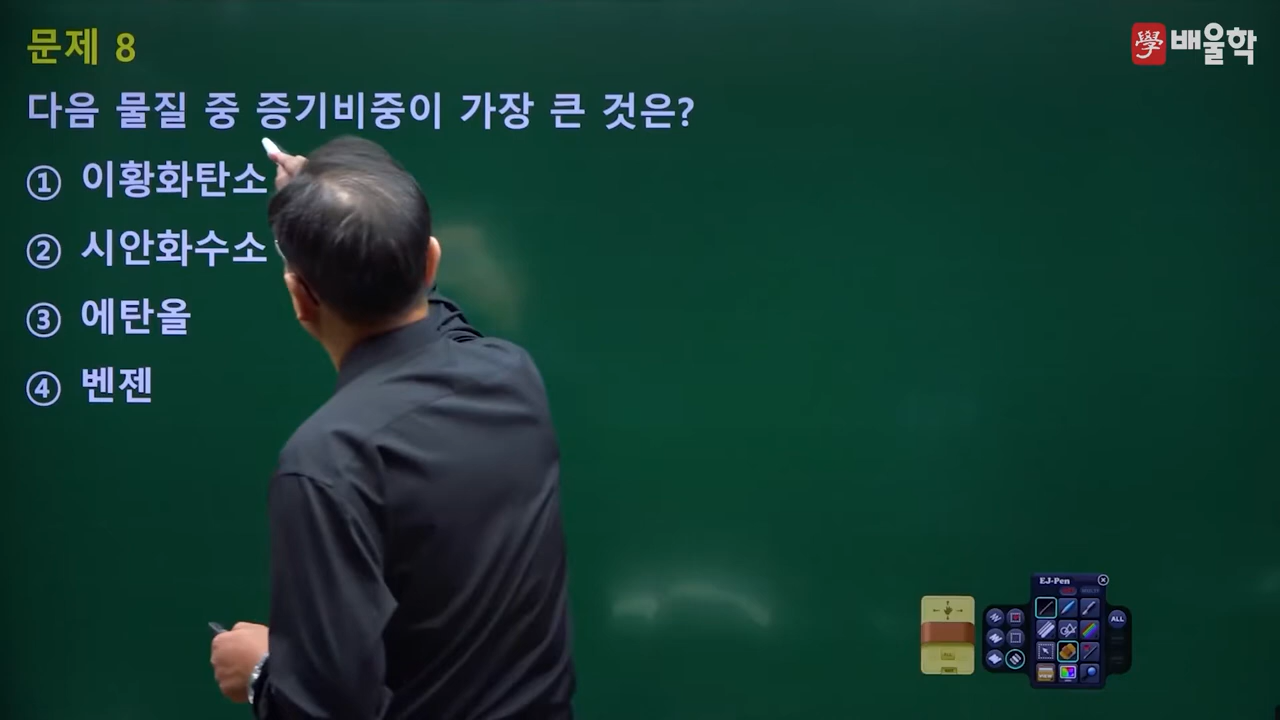 문제 8
學 배울학
다음 물질 중 증기비중이 가장 큰 것은?
① 이황화탄소
② 시안화수소
③ 에탄올
④ 벤젠
EJ-Pen
ALL
VIEW